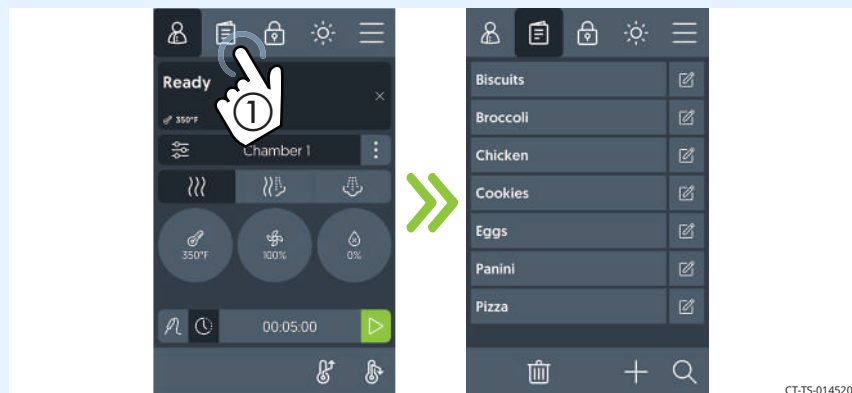 Ready
350°F
1
Chamber 1
350°F
100%
0%
00:05:00
Biscuits
Broccoli
Chicken
Cookies
Eggs
Panini
Pizza
CT-TS-014520